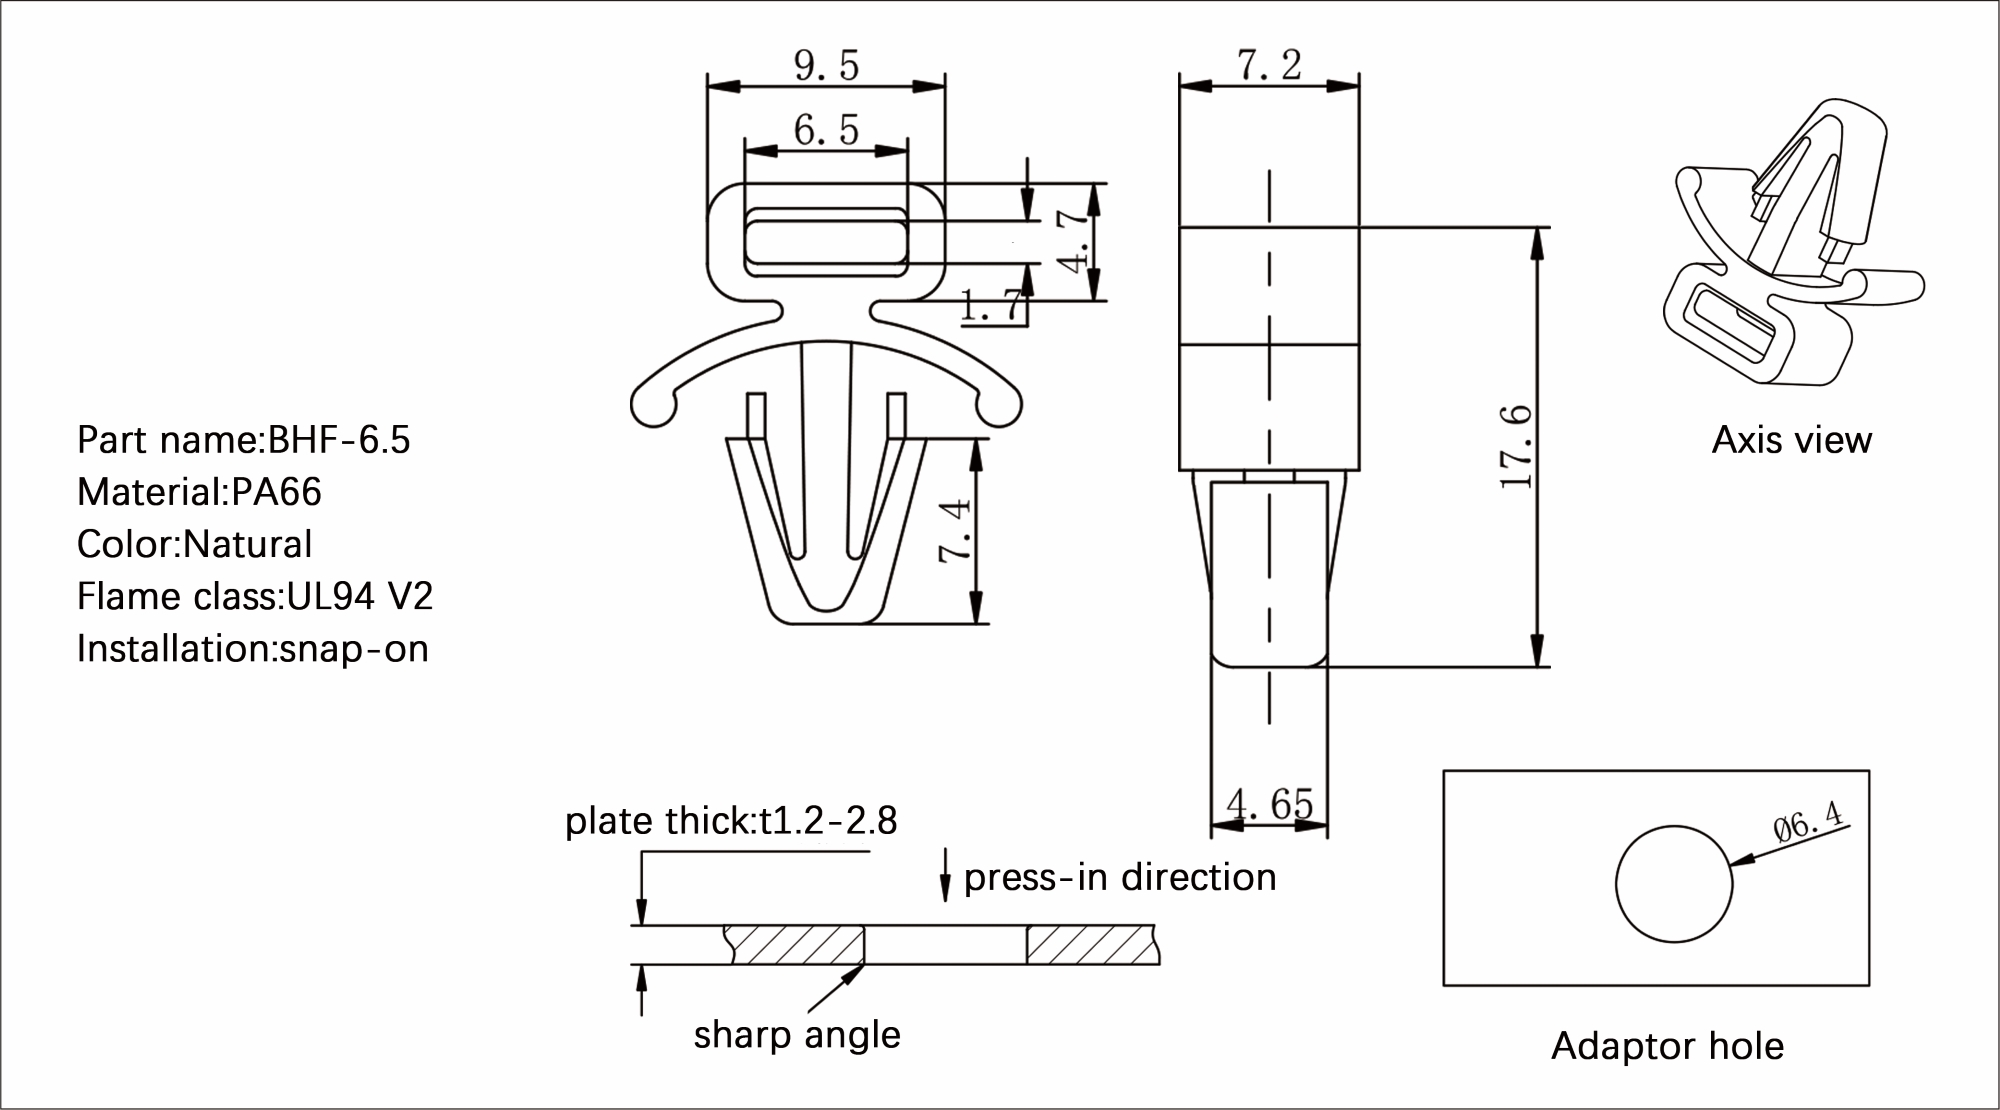 9.5
7.2
6.5
4.7
1.7
17.6
Axis view
Part name:BHF-6.5
Material:PA66
Color:Natural
Flame class:UL94 V2
Installation:snap-on
7.4
4.65
plate thick:t1.2-2.8
press-in direction
Ø6.4
sharp angle
Adaptor hole